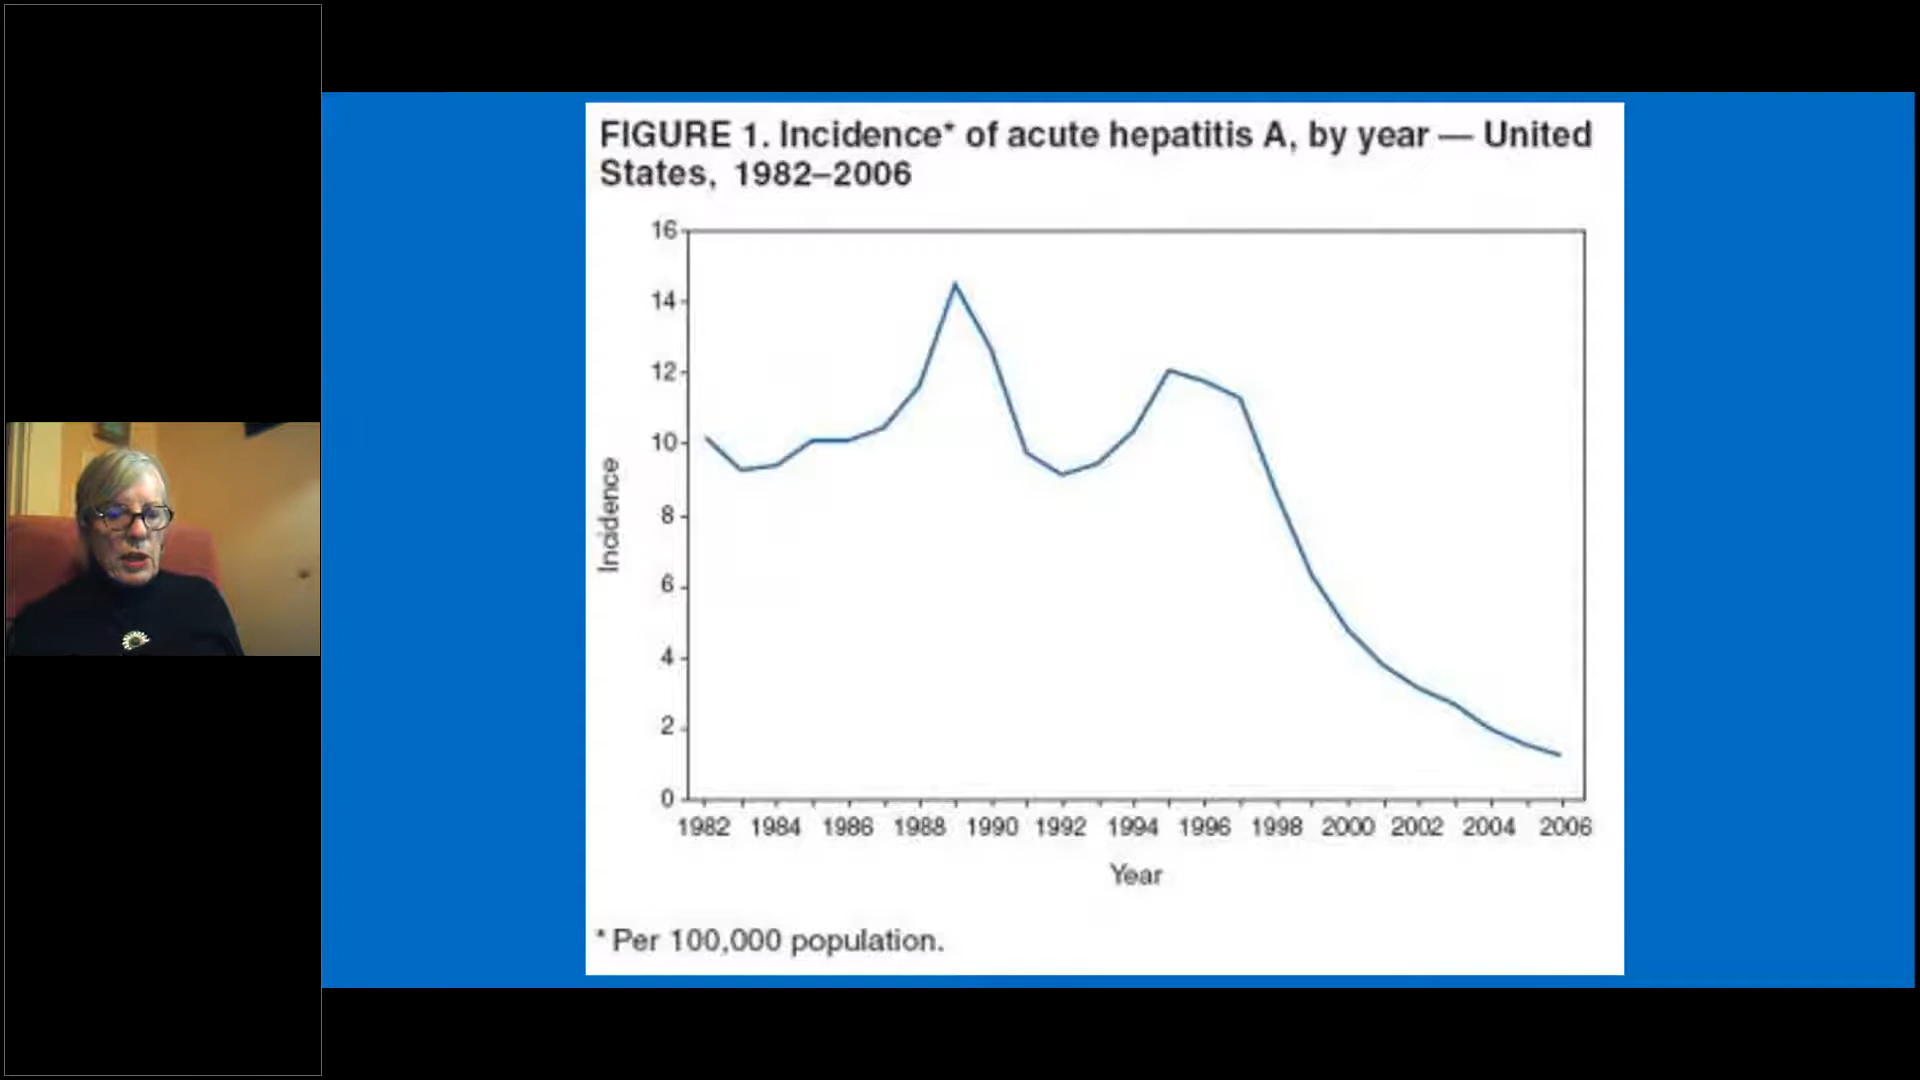 FIGURE 1. Incidence* of acute hepatitis A, by year — United
States, 1982–2006
16
14
12
10
8
6
4
2
0
Incidence
1982 1984 1986 1988 1990 1992 1994 1996 1998 2000 2002 2004 2006
Year
* Per 100,000 population.